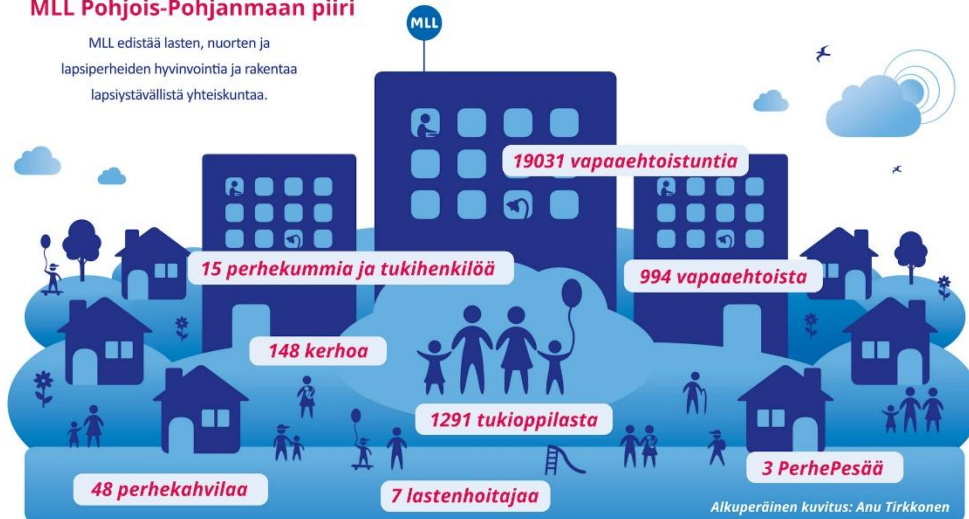 MLL Pohjois-Pohjanmaan piiri
MLL edistää lasten, nuorten ja
lapsiperheiden hyvinvointia ja rakentaa
lapsiystävällistä yhteiskuntaa.
MLL
19031 vapaaehtoistuntia
15 perhekummia ja tukihenkilöä
994 vapaaehtoista
148 kerhoa
1291 tukioppilasta
3 PerhePesää
48 perhekahvilaa
7 lastenhoitajaa
Alkuperäinen kuvitus: Anu Tirkkonen